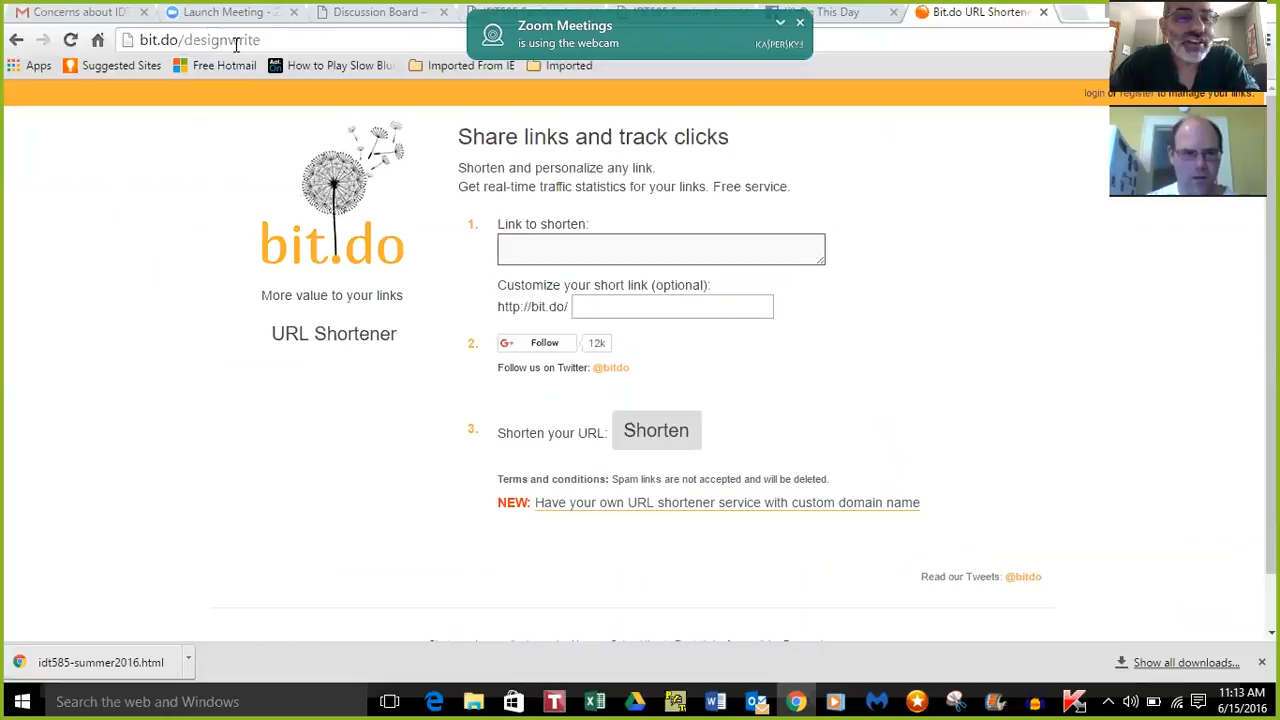 Concerns about ID
Launch Meeting - Z
Discussion Board –
On This Day
Bit.do URL Shortene
Zoom Meetings
is using the webcam
KASPERSKY
bit.do/designwrite
Apps
Suggested Sites
Free Hotmail
How to Play Slow Blu
Imported From IE
Imported
login or register to manage your links.
bit.do
More value to your links
URL Shortener
Share links and track clicks
Shorten and personalize any link.
Get real-time traffic statistics for your links. Free service.
1. Link to shorten:
Customize your short link (optional):
http://bit.do/
2. G+ Follow 12k
Follow us on Twitter: @bitdo
3. Shorten your URL: Shorten
Terms and conditions: Spam links are not accepted and will be deleted.
NEW: Have your own URL shortener service with custom domain name
Read our Tweets: @bitdo
idt585-summer2016.html
Show all downloads...
Search the web and Windows
11:13 AM
6/15/2016